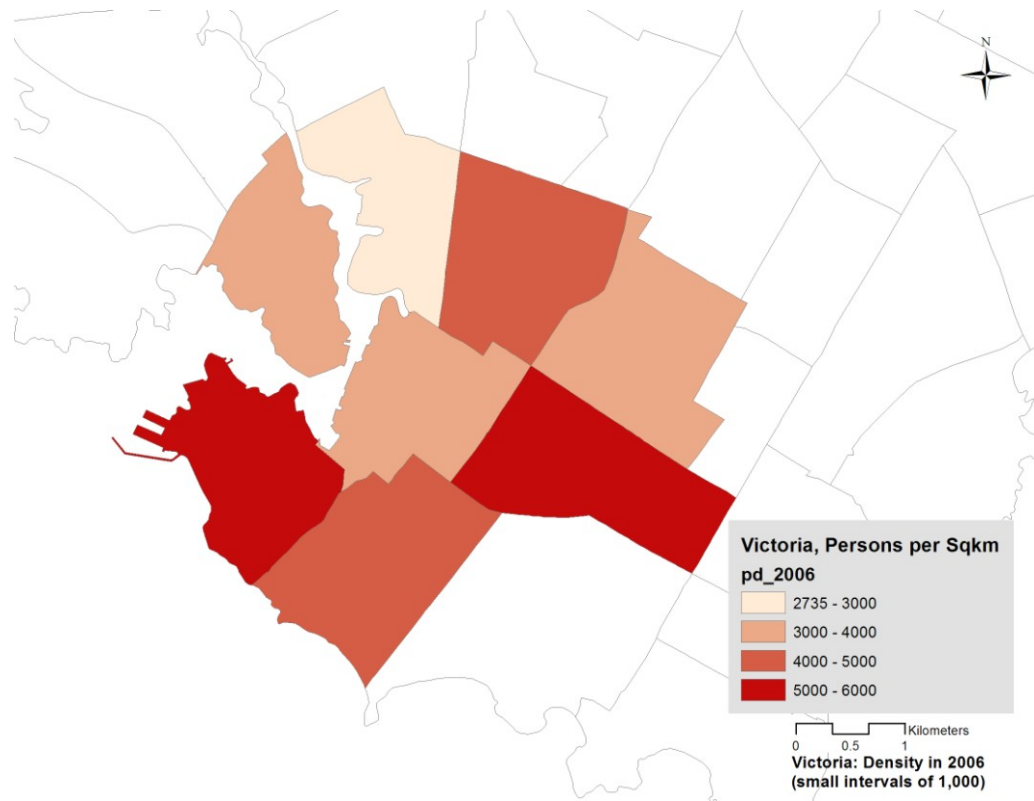 N
Victoria, Persons per Sqkm
pd_2006
2735 - 3000
3000 - 4000
4000 - 5000
5000 - 6000
Kilometers
0 0.5 1
Victoria: Density in 2006
(small intervals of 1,000)